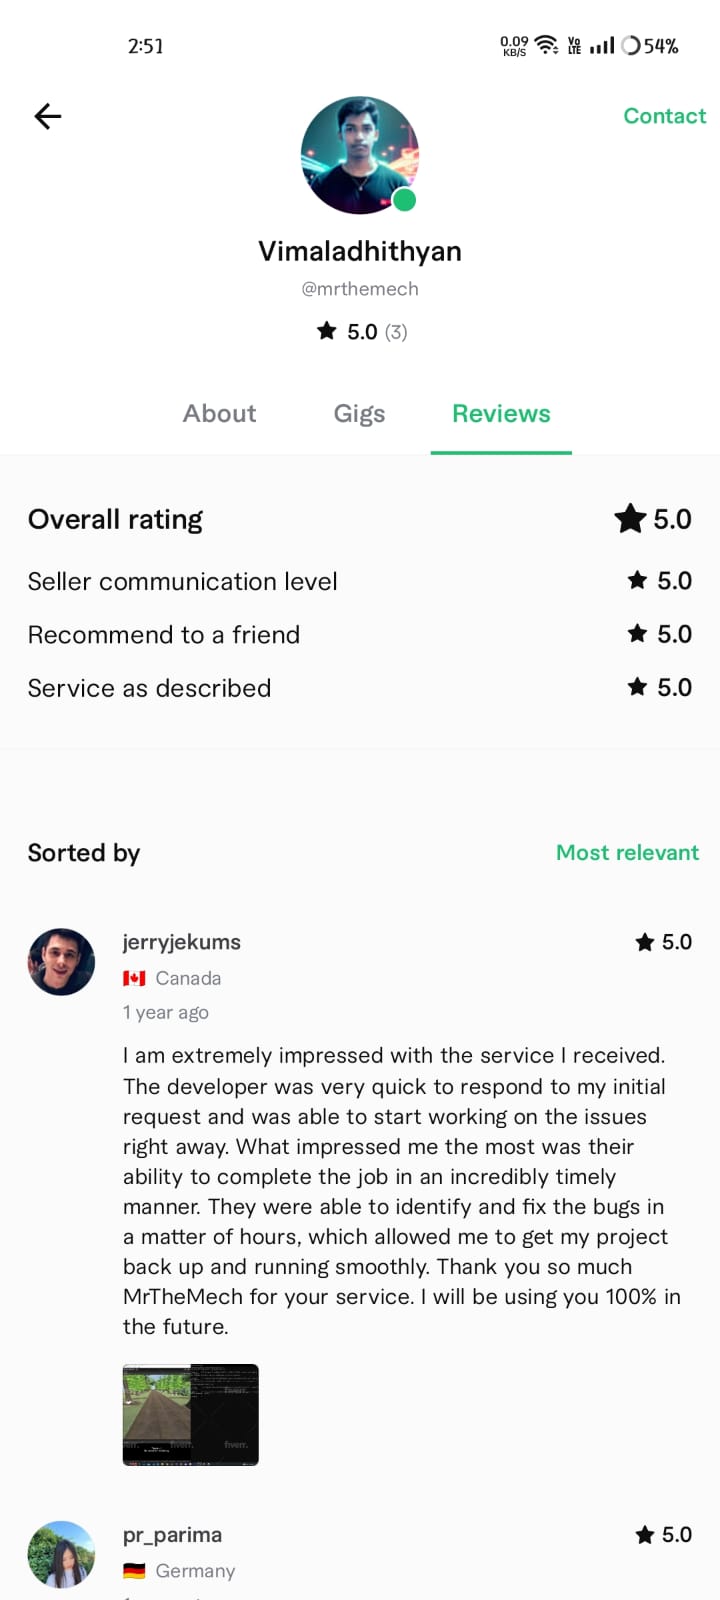 2:51
0.09 KB/S Vo LTE 54%
Contact
Vimaladhithyan
@mrthemech
5.0 (3)
About Gigs Reviews
Overall rating 5.0
Seller communication level 5.0
Recommend to a friend 5.0
Service as described 5.0
Sorted by Most relevant
jerryjekums 5.0
Canada
1 year ago
I am extremely impressed with the service I received.
The developer was very quick to respond to my initial
request and was able to start working on the issues
right away. What impressed me the most was their
ability to complete the job in an incredibly timely
manner. They were able to identify and fix the bugs in
a matter of hours, which allowed me to get my project
back up and running smoothly. Thank you so much
MrTheMech for your service. I will be using you 100% in
the future.
fiverr.
fiverr. fiverr.
pr_parima 5.0
Germany